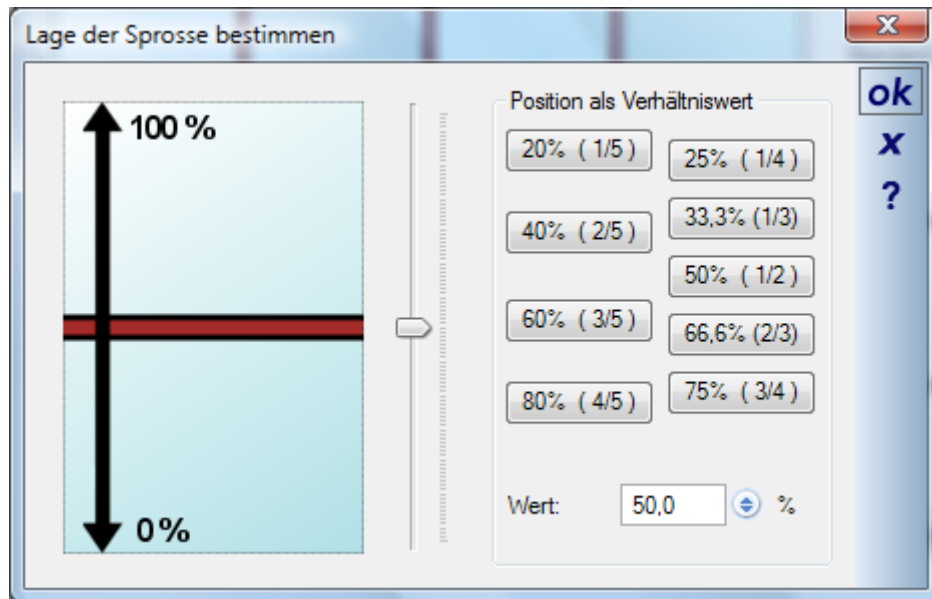 Lage der Sprosse bestimmen
x
100 %
0 %
Position als Verhältniswert
20% ( 1/5 )
25% ( 1/4 )
40% ( 2/5 )
33,3% (1/3)
50% ( 1/2 )
60% ( 3/5 )
66,6% (2/3)
80% ( 4/5 )
75% ( 3/4 )
Wert: 50,0 %
ok
x
?